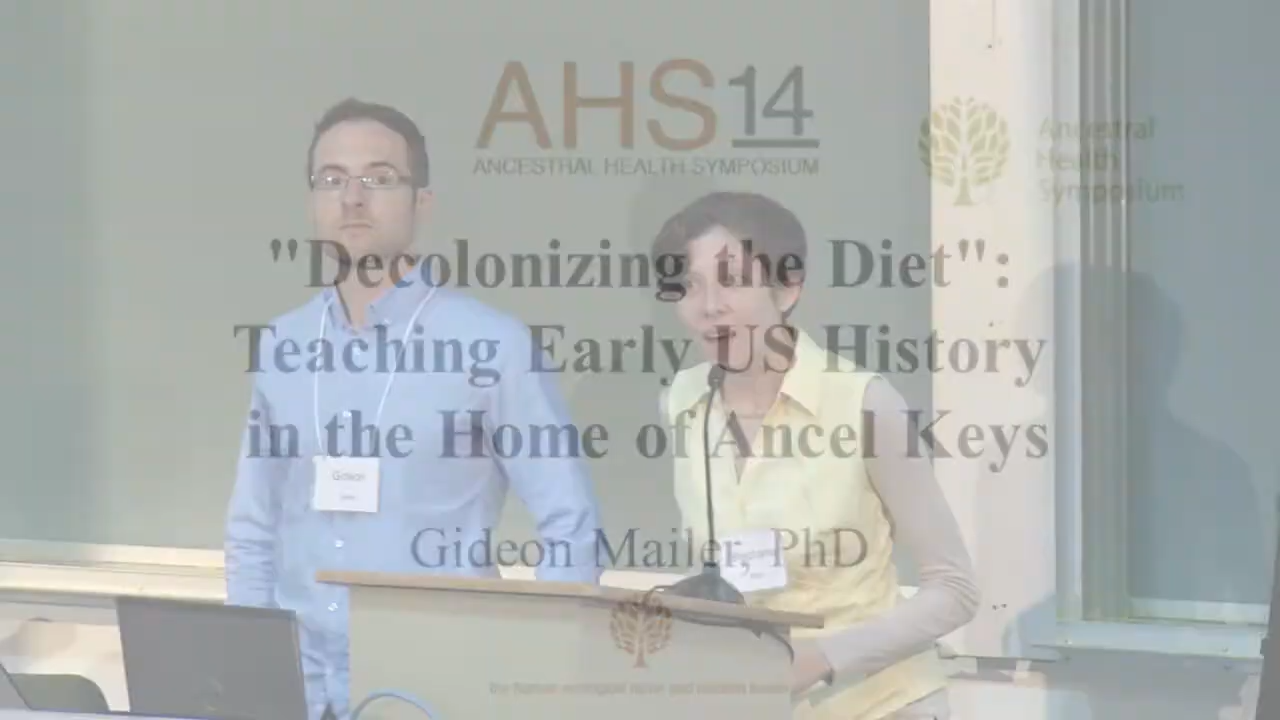 AHS14
ANCESTRAL HEALTH SYMPOSIUM
Ancestral
Health
Symposium
"Decolonizing the Diet":
Teaching Early US History
in the Home of Ancel Keys
Gideon Mailer, PhD
Gideon